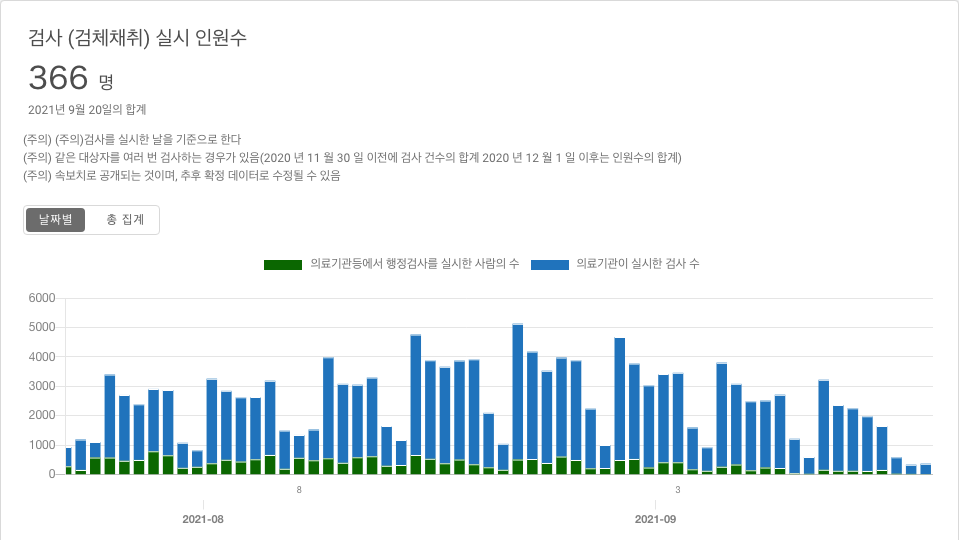 검사 (검체채취) 실시 인원수
366 명
2021년 9월 20일의 합계
(주의) (주의)검사를 실시한 날을 기준으로 한다
(주의) 같은 대상자를 여러 번 검사하는 경우가 있음(2020 년 11 월 30 일 이전에 검사 건수의 합계 2020 년 12 월 1 일 이후는 인원수의 합계)
(주의) 속보치로 공개되는 것이며, 추후 확정 데이터로 수정될 수 있음
날짜별 총 집계
의료기관등에서 행정검사를 실시한 사람의 수 의료기관이 실시한 검사 수
6000
5000
4000
3000
2000
1000
0
8 3
2021-08 2021-09